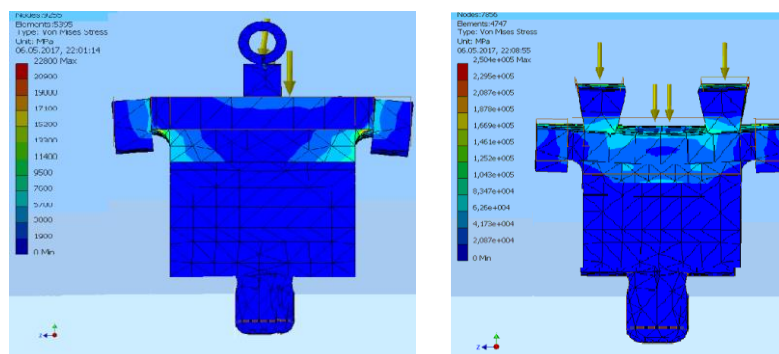 Elements:5395
Type: Von Mises Stress
Unit: MPa
06.05.2017, 22:01:14
22800 Max
20900
19000
17100
15200
13300
11400
9500
7600
5700
3800
1900
0 Min
Z
Nodes:7856
Elements:4747
Type: Von Mises Stress
Unit: MPa
06.05.2017, 22:08:55
2,504e+005 Max
2,295e+005
2,087e+005
1,878e+005
1,669e+005
1,461e+005
1,252e+005
1,043e+005
8,347e+004
6,26e+004
4,173e+004
2,087e+004
0 Min
Z